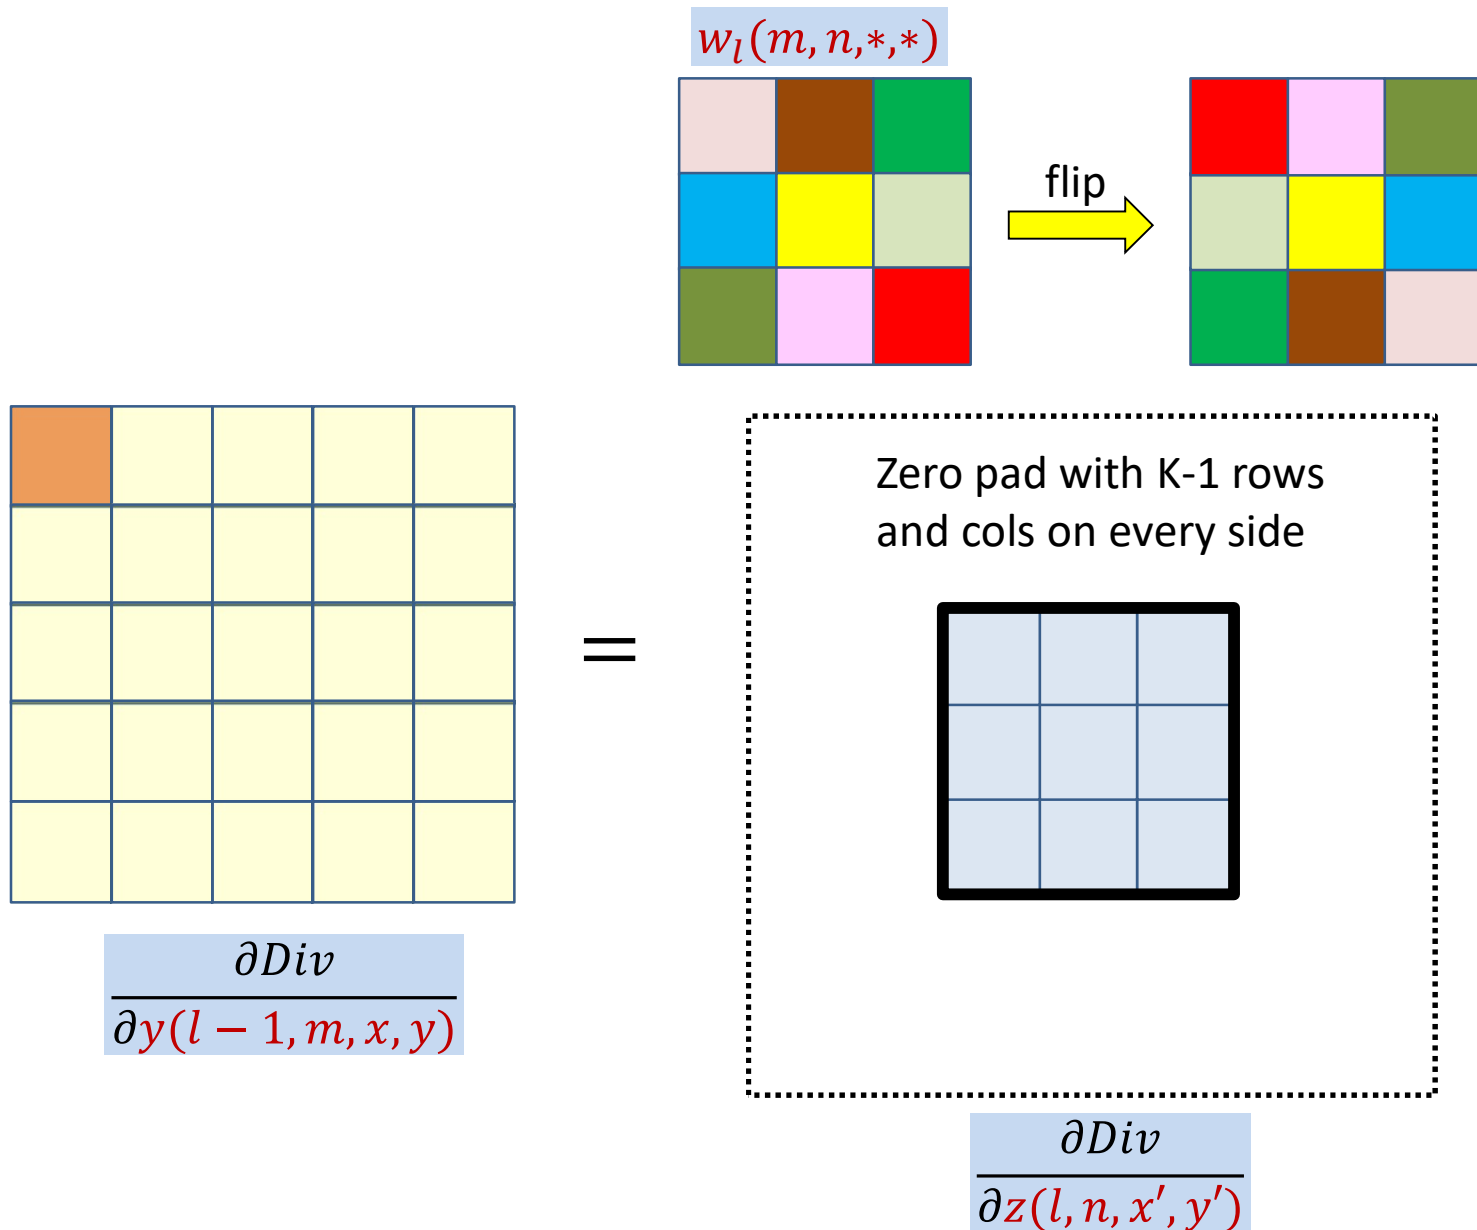 w_l(m, n,∗,∗)
flip
Zero pad with K-1 rows
and cols on every side
=
∂Div
∂y(l − 1, m, x, y)
∂Div
∂z(l, n, x′, y′)